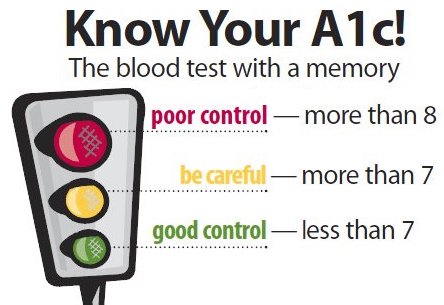 Know Your A1c!
The blood test with a memory
poor control — more than 8
be careful — more than 7
good control — less than 7